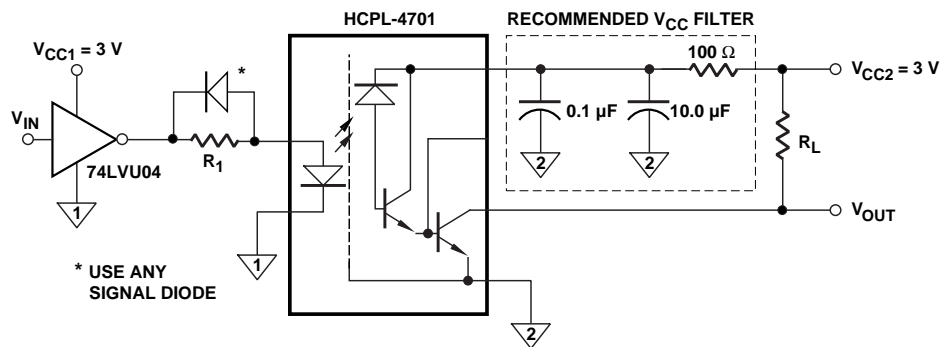 HCPL-4701
RECOMMENDED VCC FILTER
VCC1 = 3 V
100 Ω
VCC2 = 3 V
*
VIN
0.1 µF
10.0 µF
RL
R1
74LVU04
2
2
1
VOUT
1
* USE ANY
SIGNAL DIODE
2